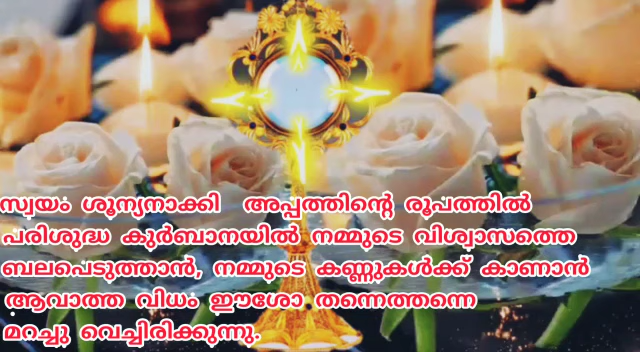 സ്വയം ശൂന്യനാക്കി അപ്പത്തിന്റെ രൂപത്തിൽ
പരിശുദ്ധ കുർബാനയിൽ നമ്മുടെ വിശ്വാസത്തെ
ബലപെടുത്താൻ, നമ്മുടെ കണ്ണുകൾക്ക് കാണാൻ
ആവാത്ത വിധം ഈശോ തന്നെത്തന്നെ
മറച്ചു വെച്ചിരിക്കുന്നു.